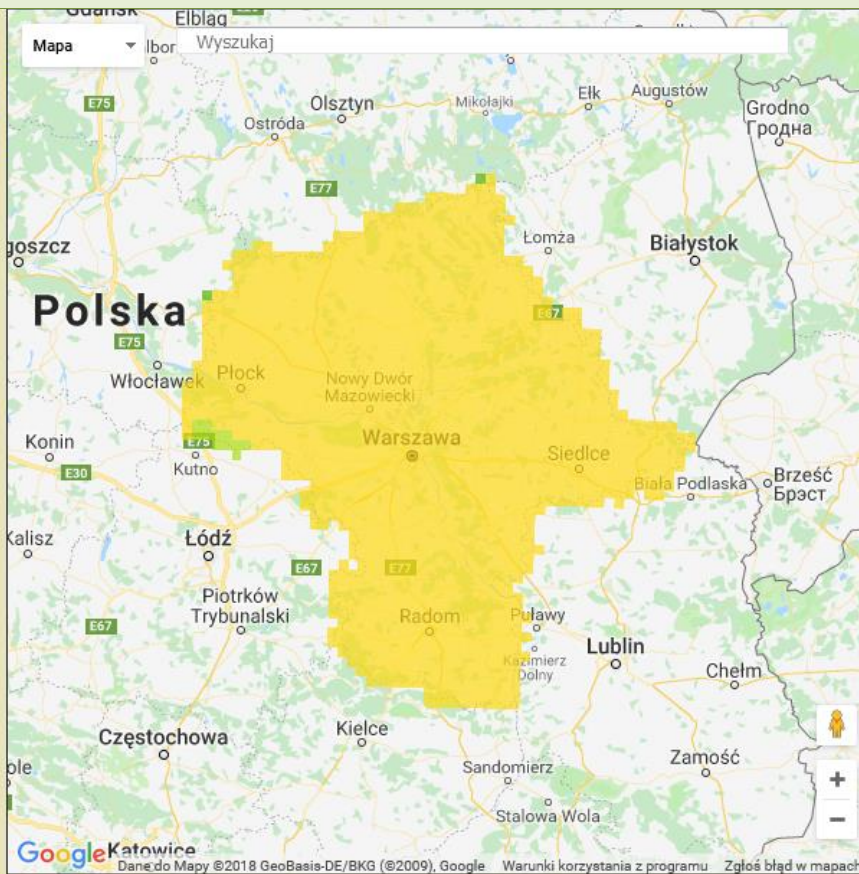 Gdańsk
Elbląg
Mapa
Wyszukaj
E75
Olsztyn
Mikołajki
Ełk
Augustów
Ostróda
Grodno
Гродна
E77
goszcz
Łomża
Białystok
Polska
E67
E75
Włocławek
Płock
Nowy Dwór
Mazowiecki
Konin
E75
Warszawa
Siedlce
Kutno
E30
Biała Podlaska
Brześć
Брэст
Kalisz
Łódź
E67
E77
Piotrków
Trybunalski
E67
Radom
Puławy
Kazimierz
Dolny
Lublin
Chełm
Kielce
Częstochowa
Zamość
ole
Sandomierz
+
Stalowa Wola
−
Google
Katowice
Dane do Mapy ©2018 GeoBasis-DE/BKG (©2009), Google Warunki korzystania z programu Zgłoś błąd w mapach